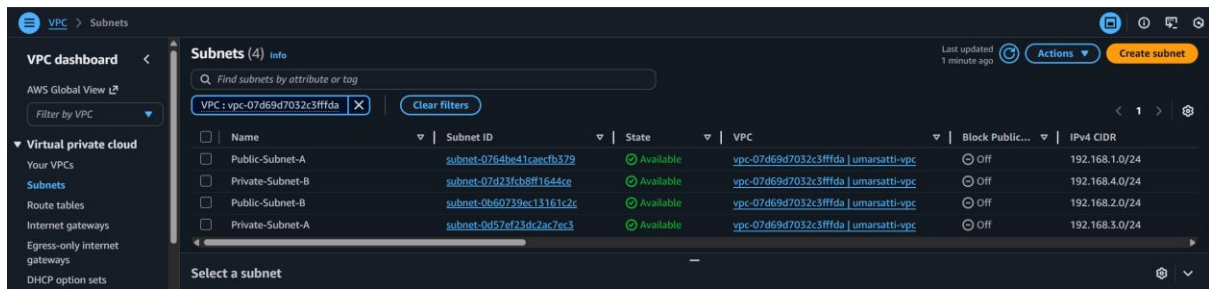 VPC > Subnets
VPC dashboard <
AWS Global View
Filter by VPC
Virtual private cloud
Your VPCs
Subnets
Route tables
Internet gateways
Egress-only internet
gateways
DHCP option sets
Subnets (4) Info
Last updated
1 minute ago
Actions
Create subnet
Find subnets by attribute or tag
VPC : vpc-07d69d7032c3fffda X Clear filters
< 1 >
Name Subnet ID State VPC Block Public... IPv4 CIDR
Public-Subnet-A subnet-0764be41caecfb379 Available vpc-07d69d7032c3fffda | umarsatti-vpc Off 192.168.1.0/24
Private-Subnet-B subnet-07d23fcb8ff1644ce Available vpc-07d69d7032c3fffda | umarsatti-vpc Off 192.168.4.0/24
Public-Subnet-B subnet-0b60739ec13161c2c Available vpc-07d69d7032c3fffda | umarsatti-vpc Off 192.168.2.0/24
Private-Subnet-A subnet-0d57ef23dc2ac7ec3 Available vpc-07d69d7032c3fffda | umarsatti-vpc Off 192.168.3.0/24
Select a subnet